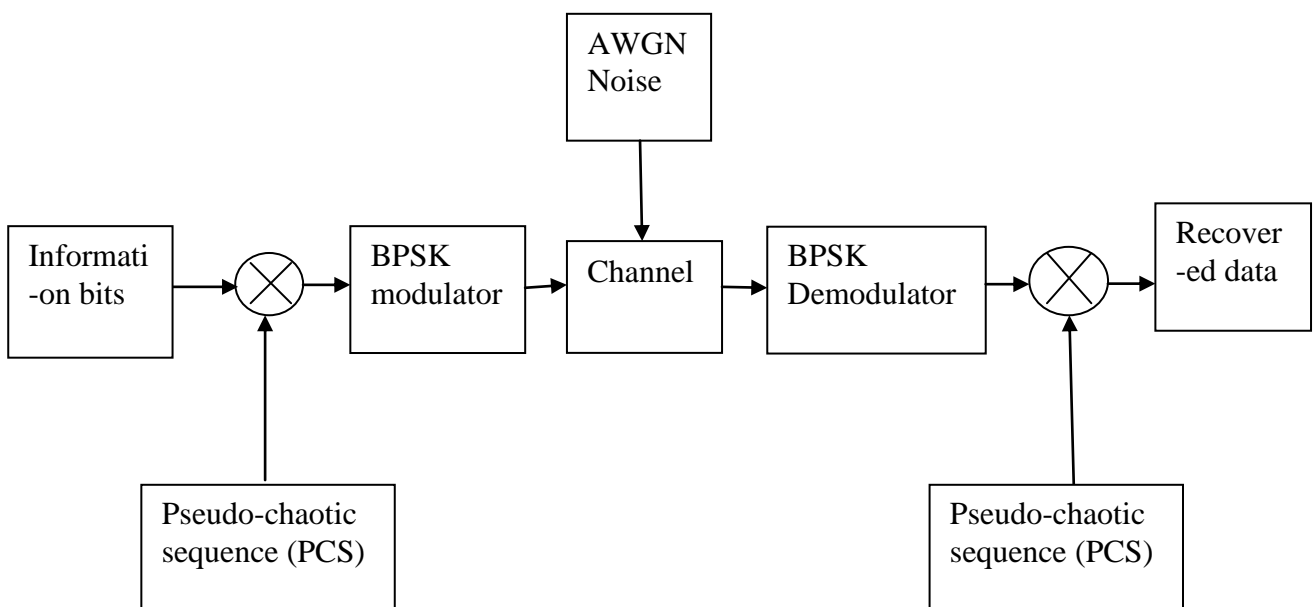 AWGN
Noise
Informati
-on bits
BPSK
modulator
Channel
BPSK
Demodulator
Recover
-ed data
Pseudo-chaotic
sequence (PCS)
Pseudo-chaotic
sequence (PCS)